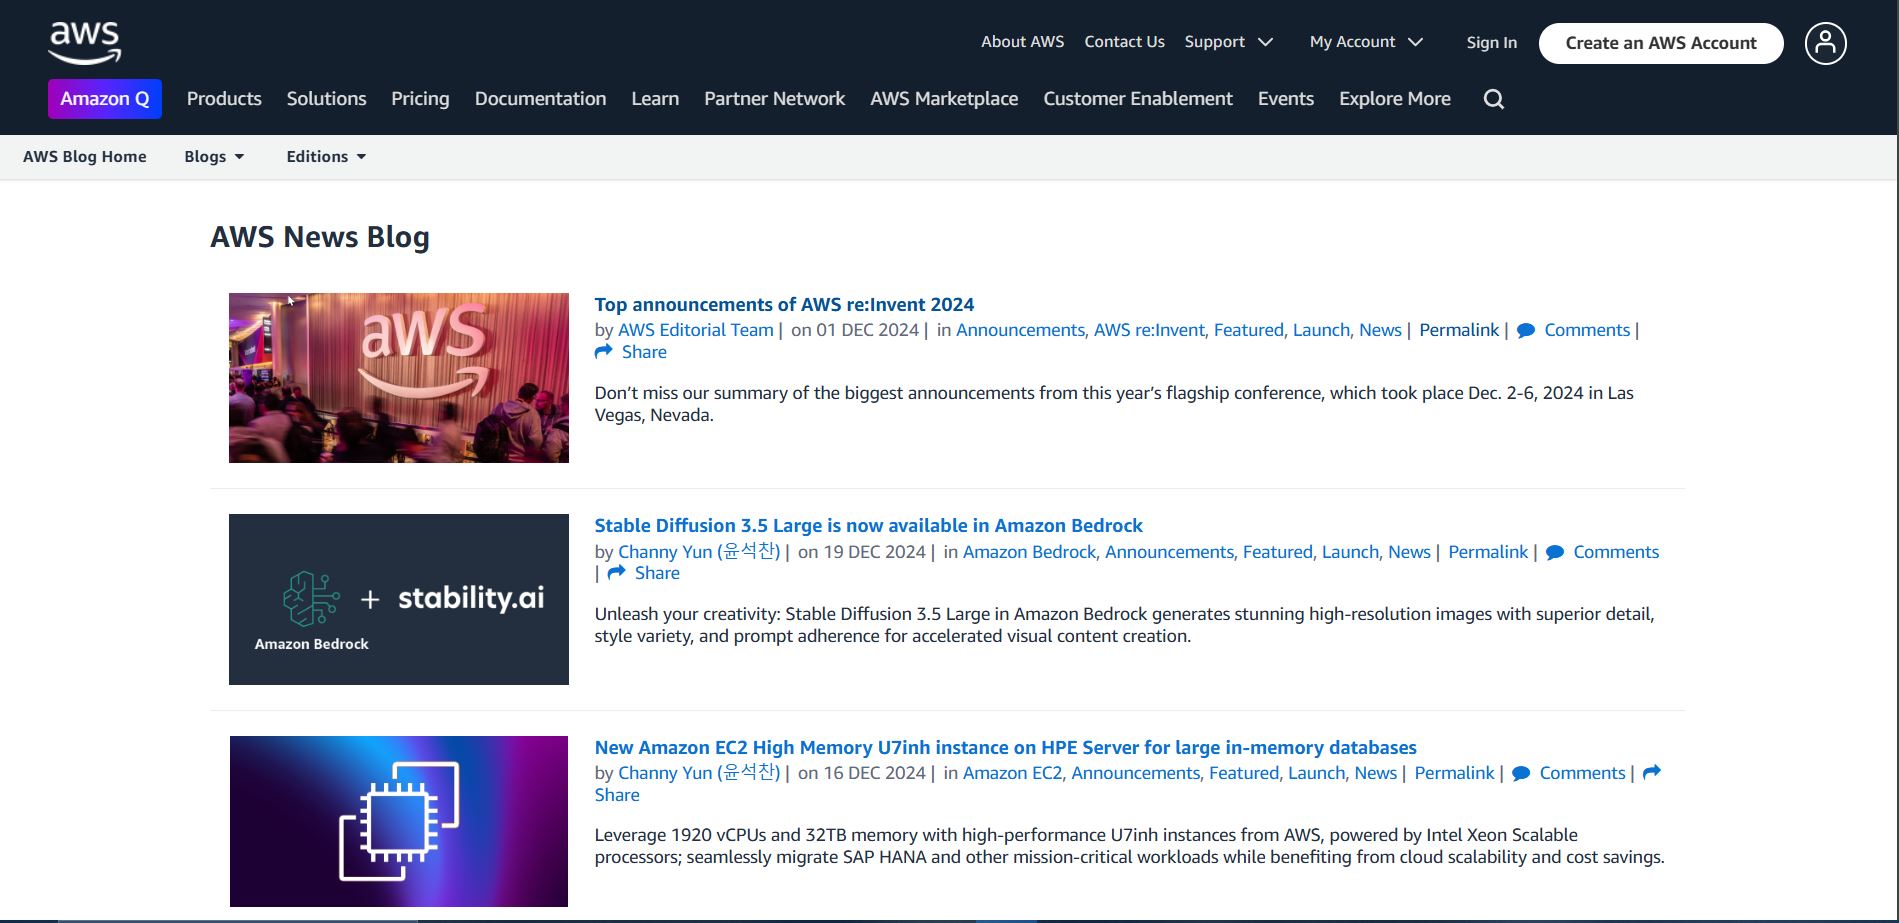 aws
About AWS Contact Us Support My Account Sign In Create an AWS Account
Amazon Q Products Solutions Pricing Documentation Learn Partner Network AWS Marketplace Customer Enablement Events Explore More
AWS Blog Home Blogs Editions
AWS News Blog
aws
Top announcements of AWS re:Invent 2024
by AWS Editorial Team | on 01 DEC 2024 | in Announcements, AWS re:Invent, Featured, Launch, News | Permalink | Comments |
Share
Don’t miss our summary of the biggest announcements from this year’s flagship conference, which took place Dec. 2-6, 2024 in Las
Vegas, Nevada.
+ stability.ai
Amazon Bedrock
Stable Diffusion 3.5 Large is now available in Amazon Bedrock
by Channy Yun (윤석찬) | on 19 DEC 2024 | in Amazon Bedrock, Announcements, Featured, Launch, News | Permalink | Comments
| Share
Unleash your creativity: Stable Diffusion 3.5 Large in Amazon Bedrock generates stunning high-resolution images with superior detail,
style variety, and prompt adherence for accelerated visual content creation.
New Amazon EC2 High Memory U7inh instance on HPE Server for large in-memory databases
by Channy Yun (윤석찬) | on 16 DEC 2024 | in Amazon EC2, Announcements, Featured, Launch, News | Permalink | Comments |
Share
Leverage 1920 vCPUs and 32TB memory with high-performance U7inh instances from AWS, powered by Intel Xeon Scalable
processors; seamlessly migrate SAP HANA and other mission-critical workloads while benefiting from cloud scalability and cost savings.